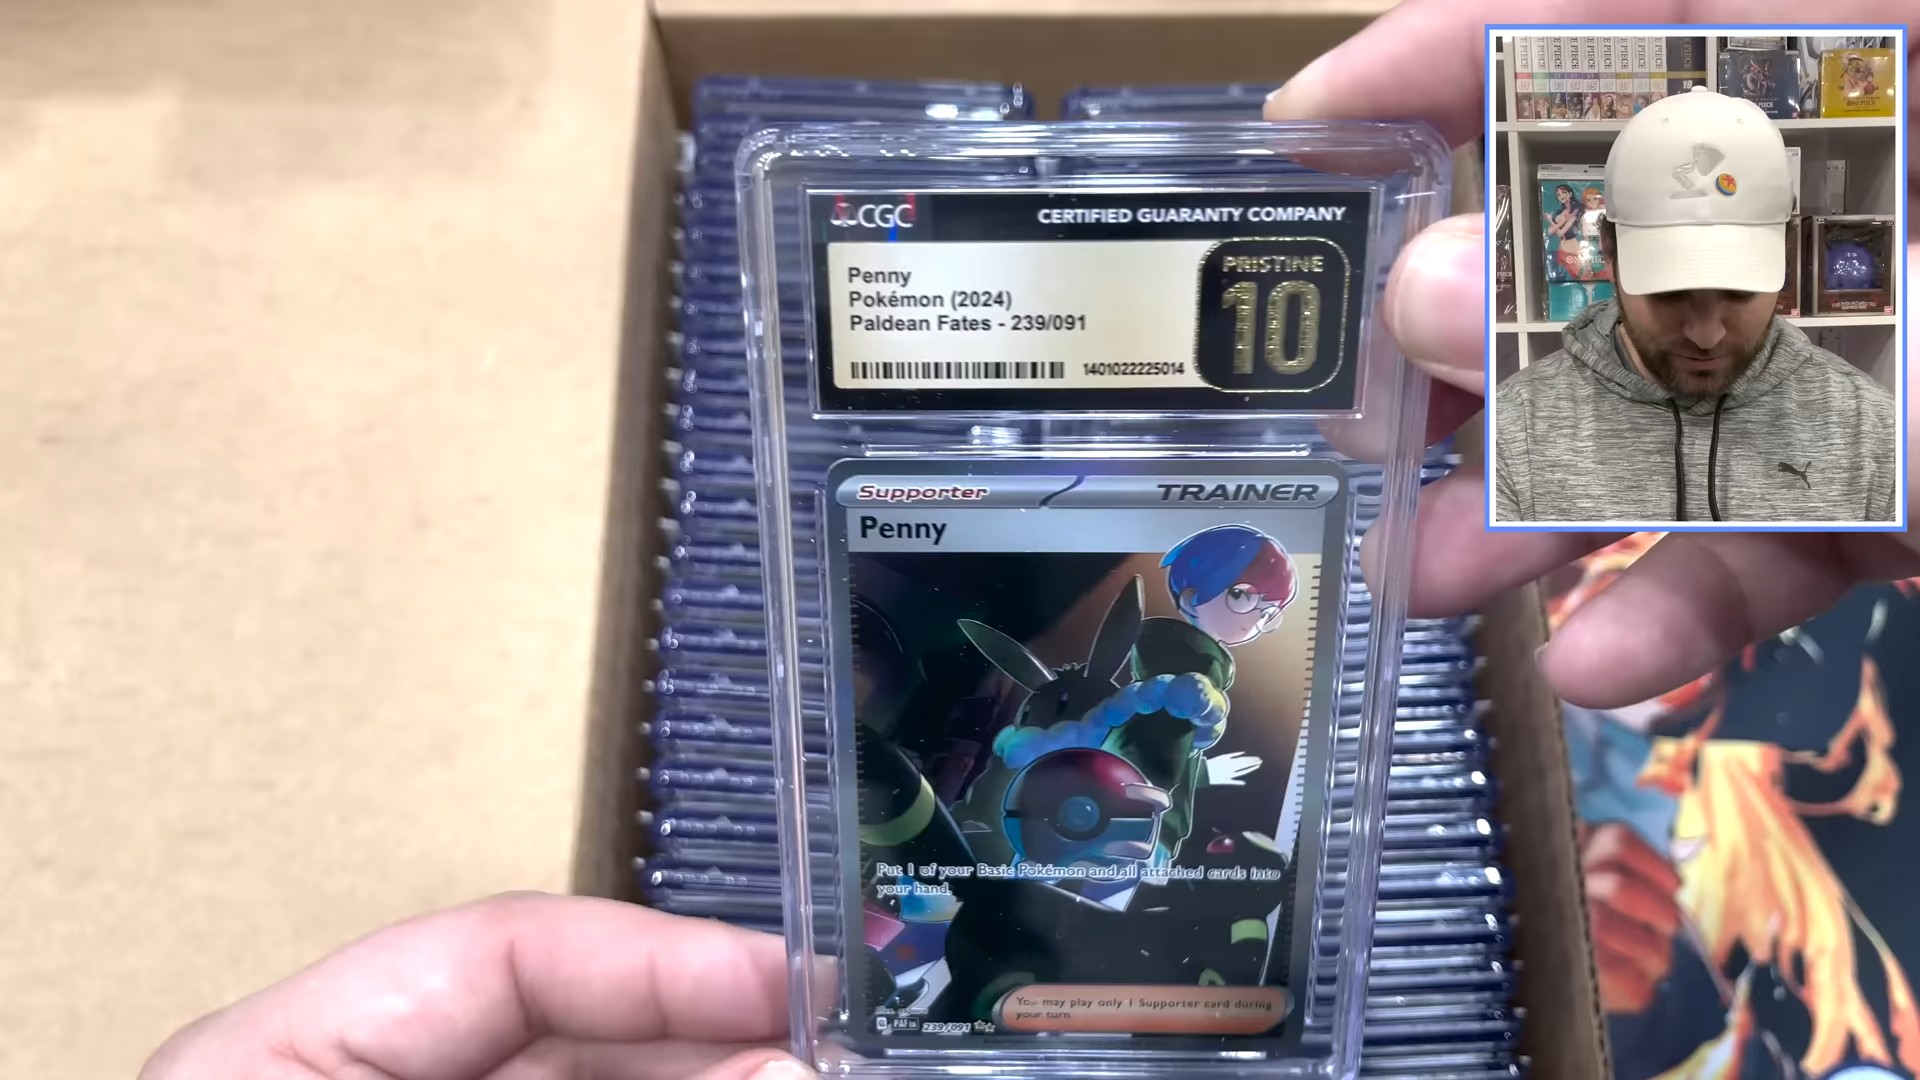 CGC
CERTIFIED GUARANTY COMPANY
Penny
Pokémon (2024)
Paldean Fates - 239/091
1401022225014
PRISTINE
10
Supporter
TRAINER
Penny
Put 1 of your Basic Pokémon and all attached cards into
your hand.
You may play only 1 Supporter card during
your turn.
G PAF EN 239/091